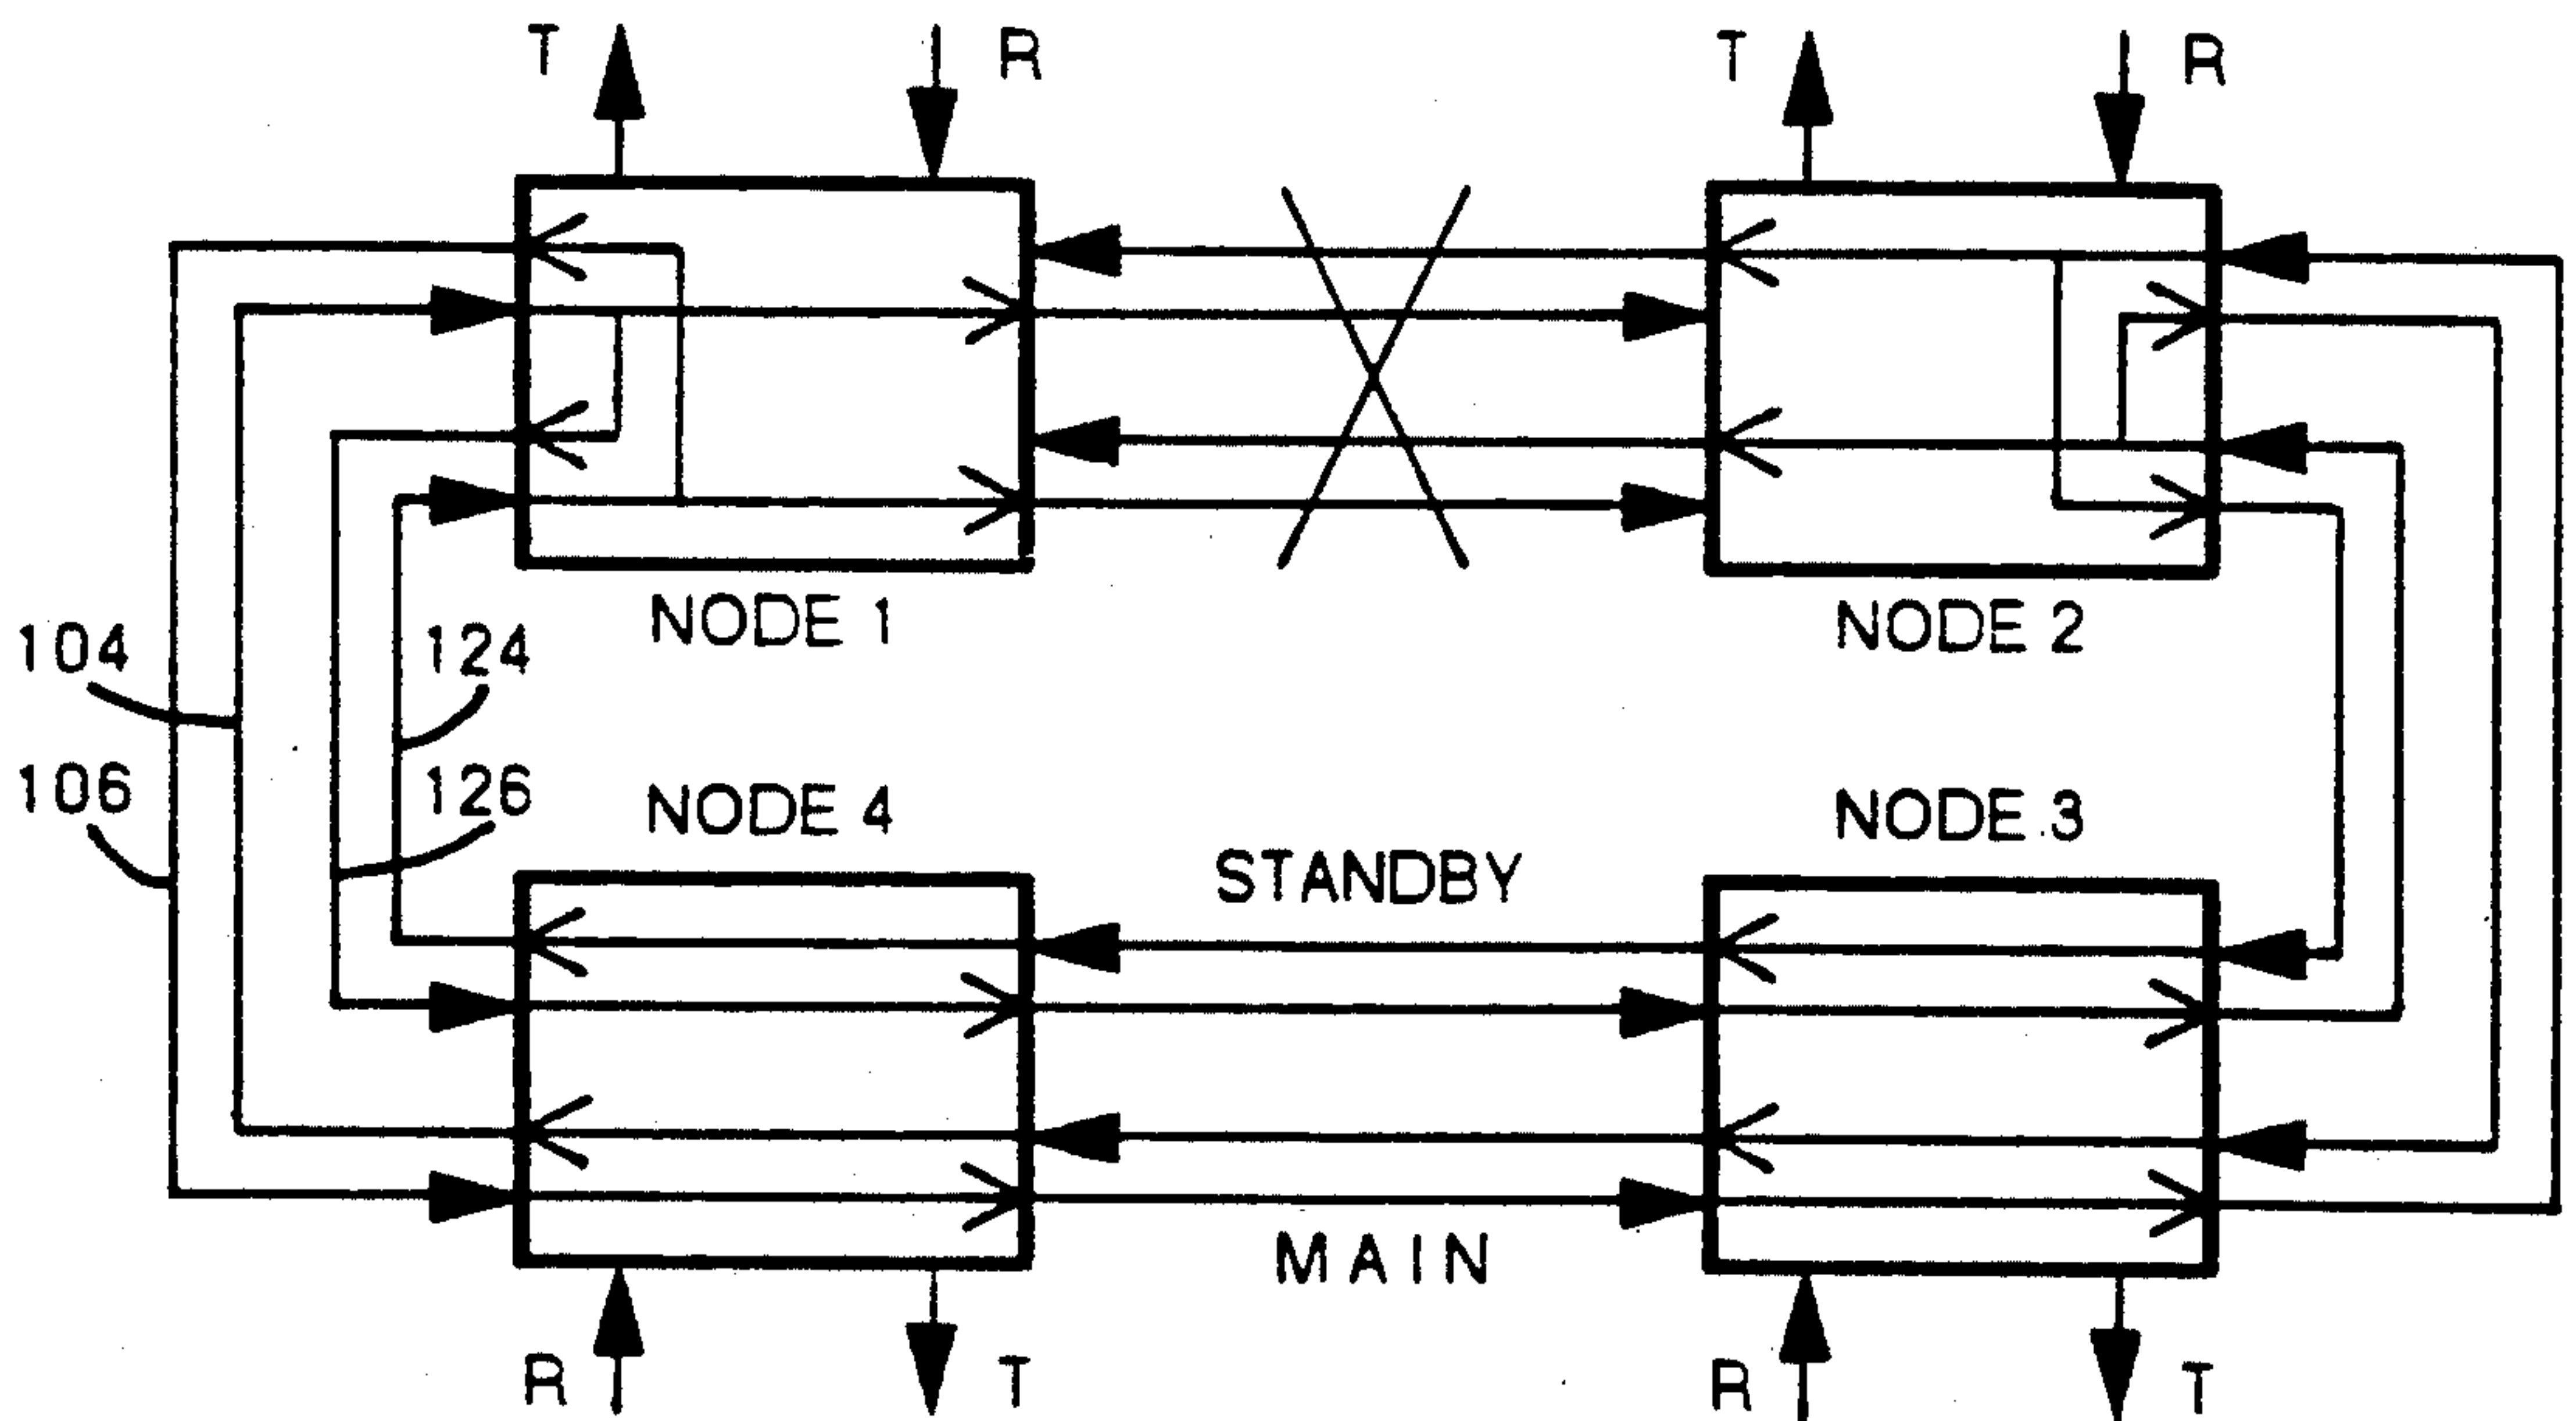 T R T R
NODE 1 NODE 2
104 124
106 126
NODE 4 NODE 3
STANDBY
MAIN
R T R T